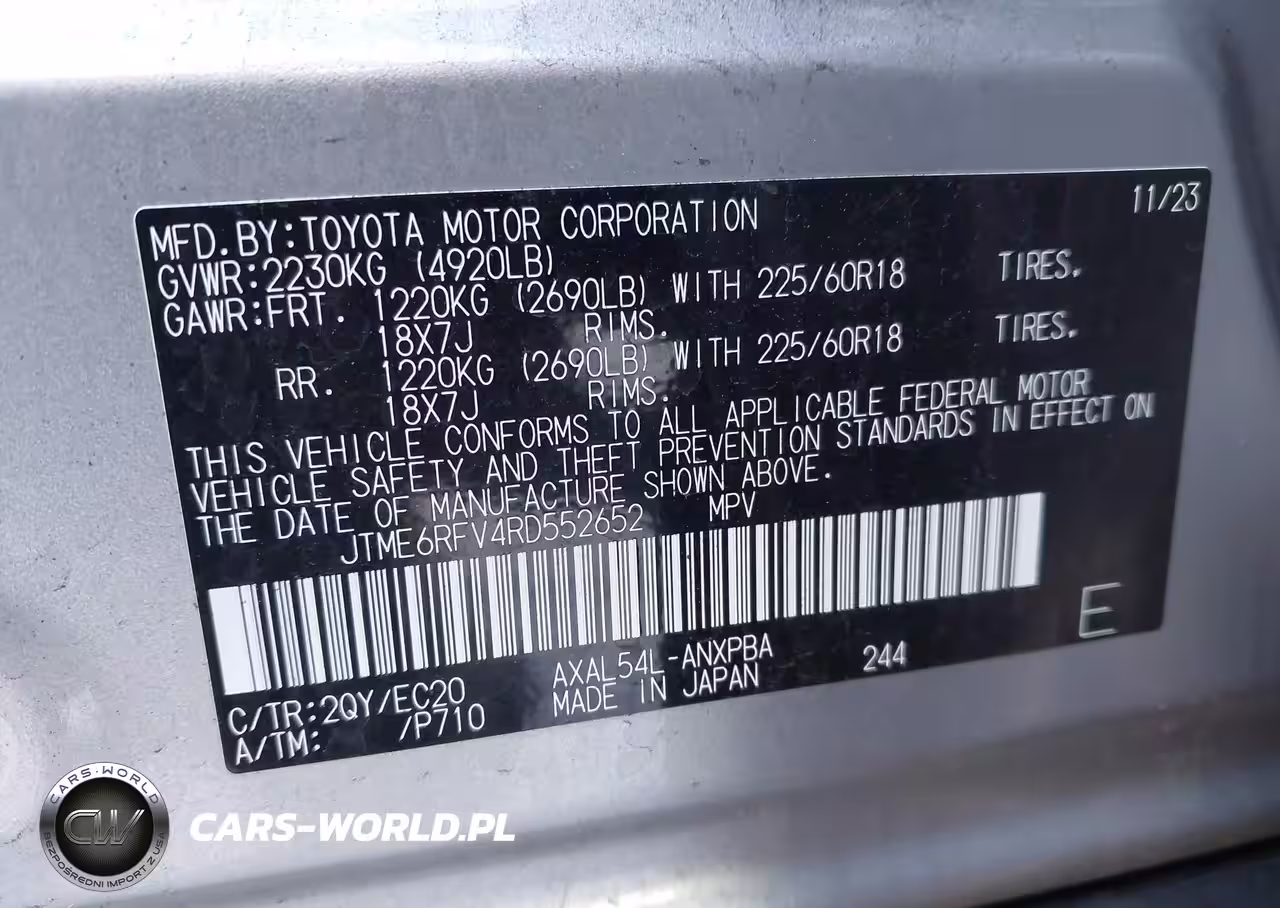 MFD.BY:TOYOTA MOTOR CORPORATION 11/23
GVWR:2230KG (4920LB)
GAWR:FRT. 1220KG (2690LB) WITH 225/60R18 TIRES.
18X7J RIMS.
RR. 1220KG (2690LB) WITH 225/60R18 TIRES.
18X7J RIMS.
THIS VEHICLE CONFORMS TO ALL APPLICABLE FEDERAL MOTOR
VEHICLE SAFETY AND THEFT PREVENTION STANDARDS IN EFFECT ON
THE DATE OF MANUFACTURE SHOWN ABOVE.
JTME6RFV4RD552652 MPV
E
C/TR:2QY/EC20 AXAL54L-ANXPBA 244
A/TM: /P710 MADE IN JAPAN
CARS-WORLD
CW
BEZPOŚREDNI IMPORT Z USA
CARS-WORLD.PL